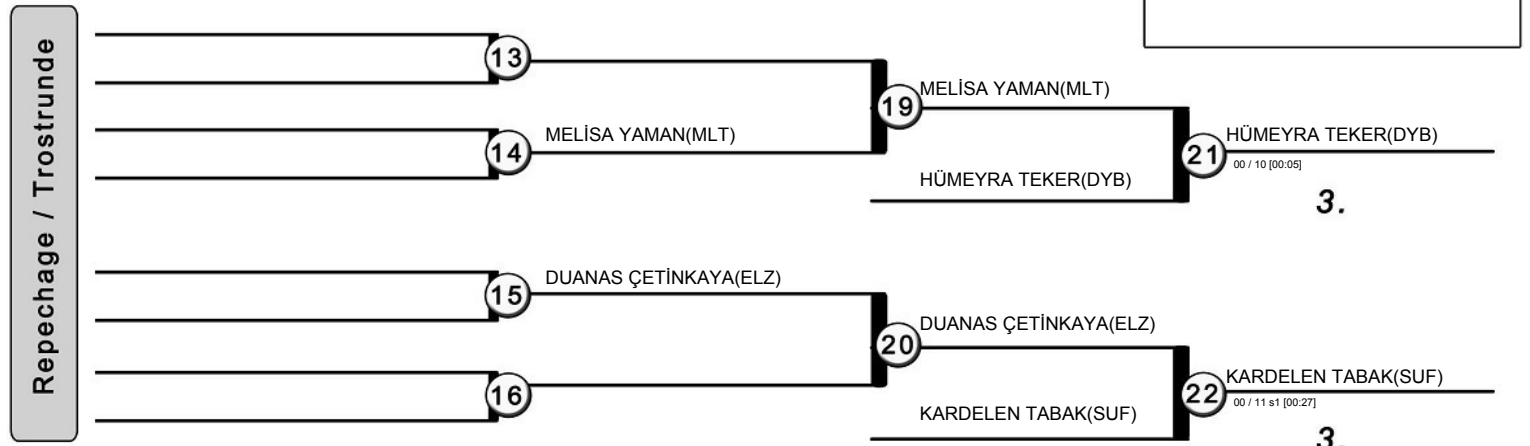 Repechage / Trostrunde
13
MELİSA YAMAN(MLT)
19
HÜMEYRA TEKER(DYB)
MELİSA YAMAN(MLT)
14
21
00 / 10 [00:05]
HÜMEYRA TEKER(DYB)
3.
DUANAS ÇETİNKAYA(ELZ)
15
DUANAS ÇETİNKAYA(ELZ)
20
KARDELEN TABAK(SUF)
16
22
00 / 11 s1 [00:27]
KARDELEN TABAK(SUF)
3.